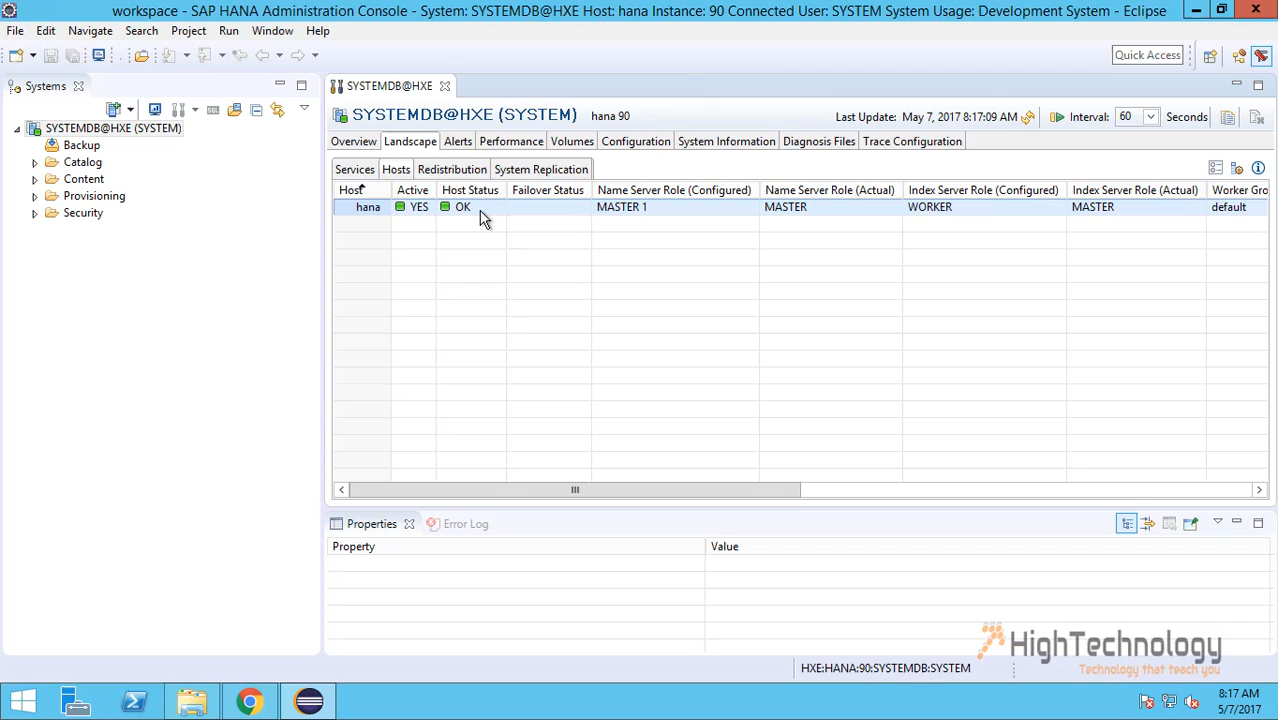 workspace - SAP HANA Administration Console - System: SYSTEMDB@HXE Host: hana Instance: 90 Connected User: SYSTEM System Usage: Development System - Eclipse
File Edit Navigate Search Project Run Window Help
Quick Access
Systems
SYSTEMDB@HXE (SYSTEM)
Backup
Catalog
Content
Provisioning
Security
SYSTEMDB@HXE
SYSTEMDB@HXE (SYSTEM) hana 90
Last Update: May 7, 2017 8:17:09 AM Interval: 60 Seconds
Overview Landscape Alerts Performance Volumes Configuration System Information Diagnosis Files Trace Configuration
Services Hosts Redistribution System Replication
Host Active Host Status Failover Status Name Server Role (Configured) Name Server Role (Actual) Index Server Role (Configured) Index Server Role (Actual) Worker Gro
hana YES OK MASTER 1 MASTER WORKER MASTER default
Properties Error Log
Property Value
HighTechnology
Technology that teach you
HXE:HANA:90:SYSTEMDB:SYSTEM
8:17 AM
5/7/2017